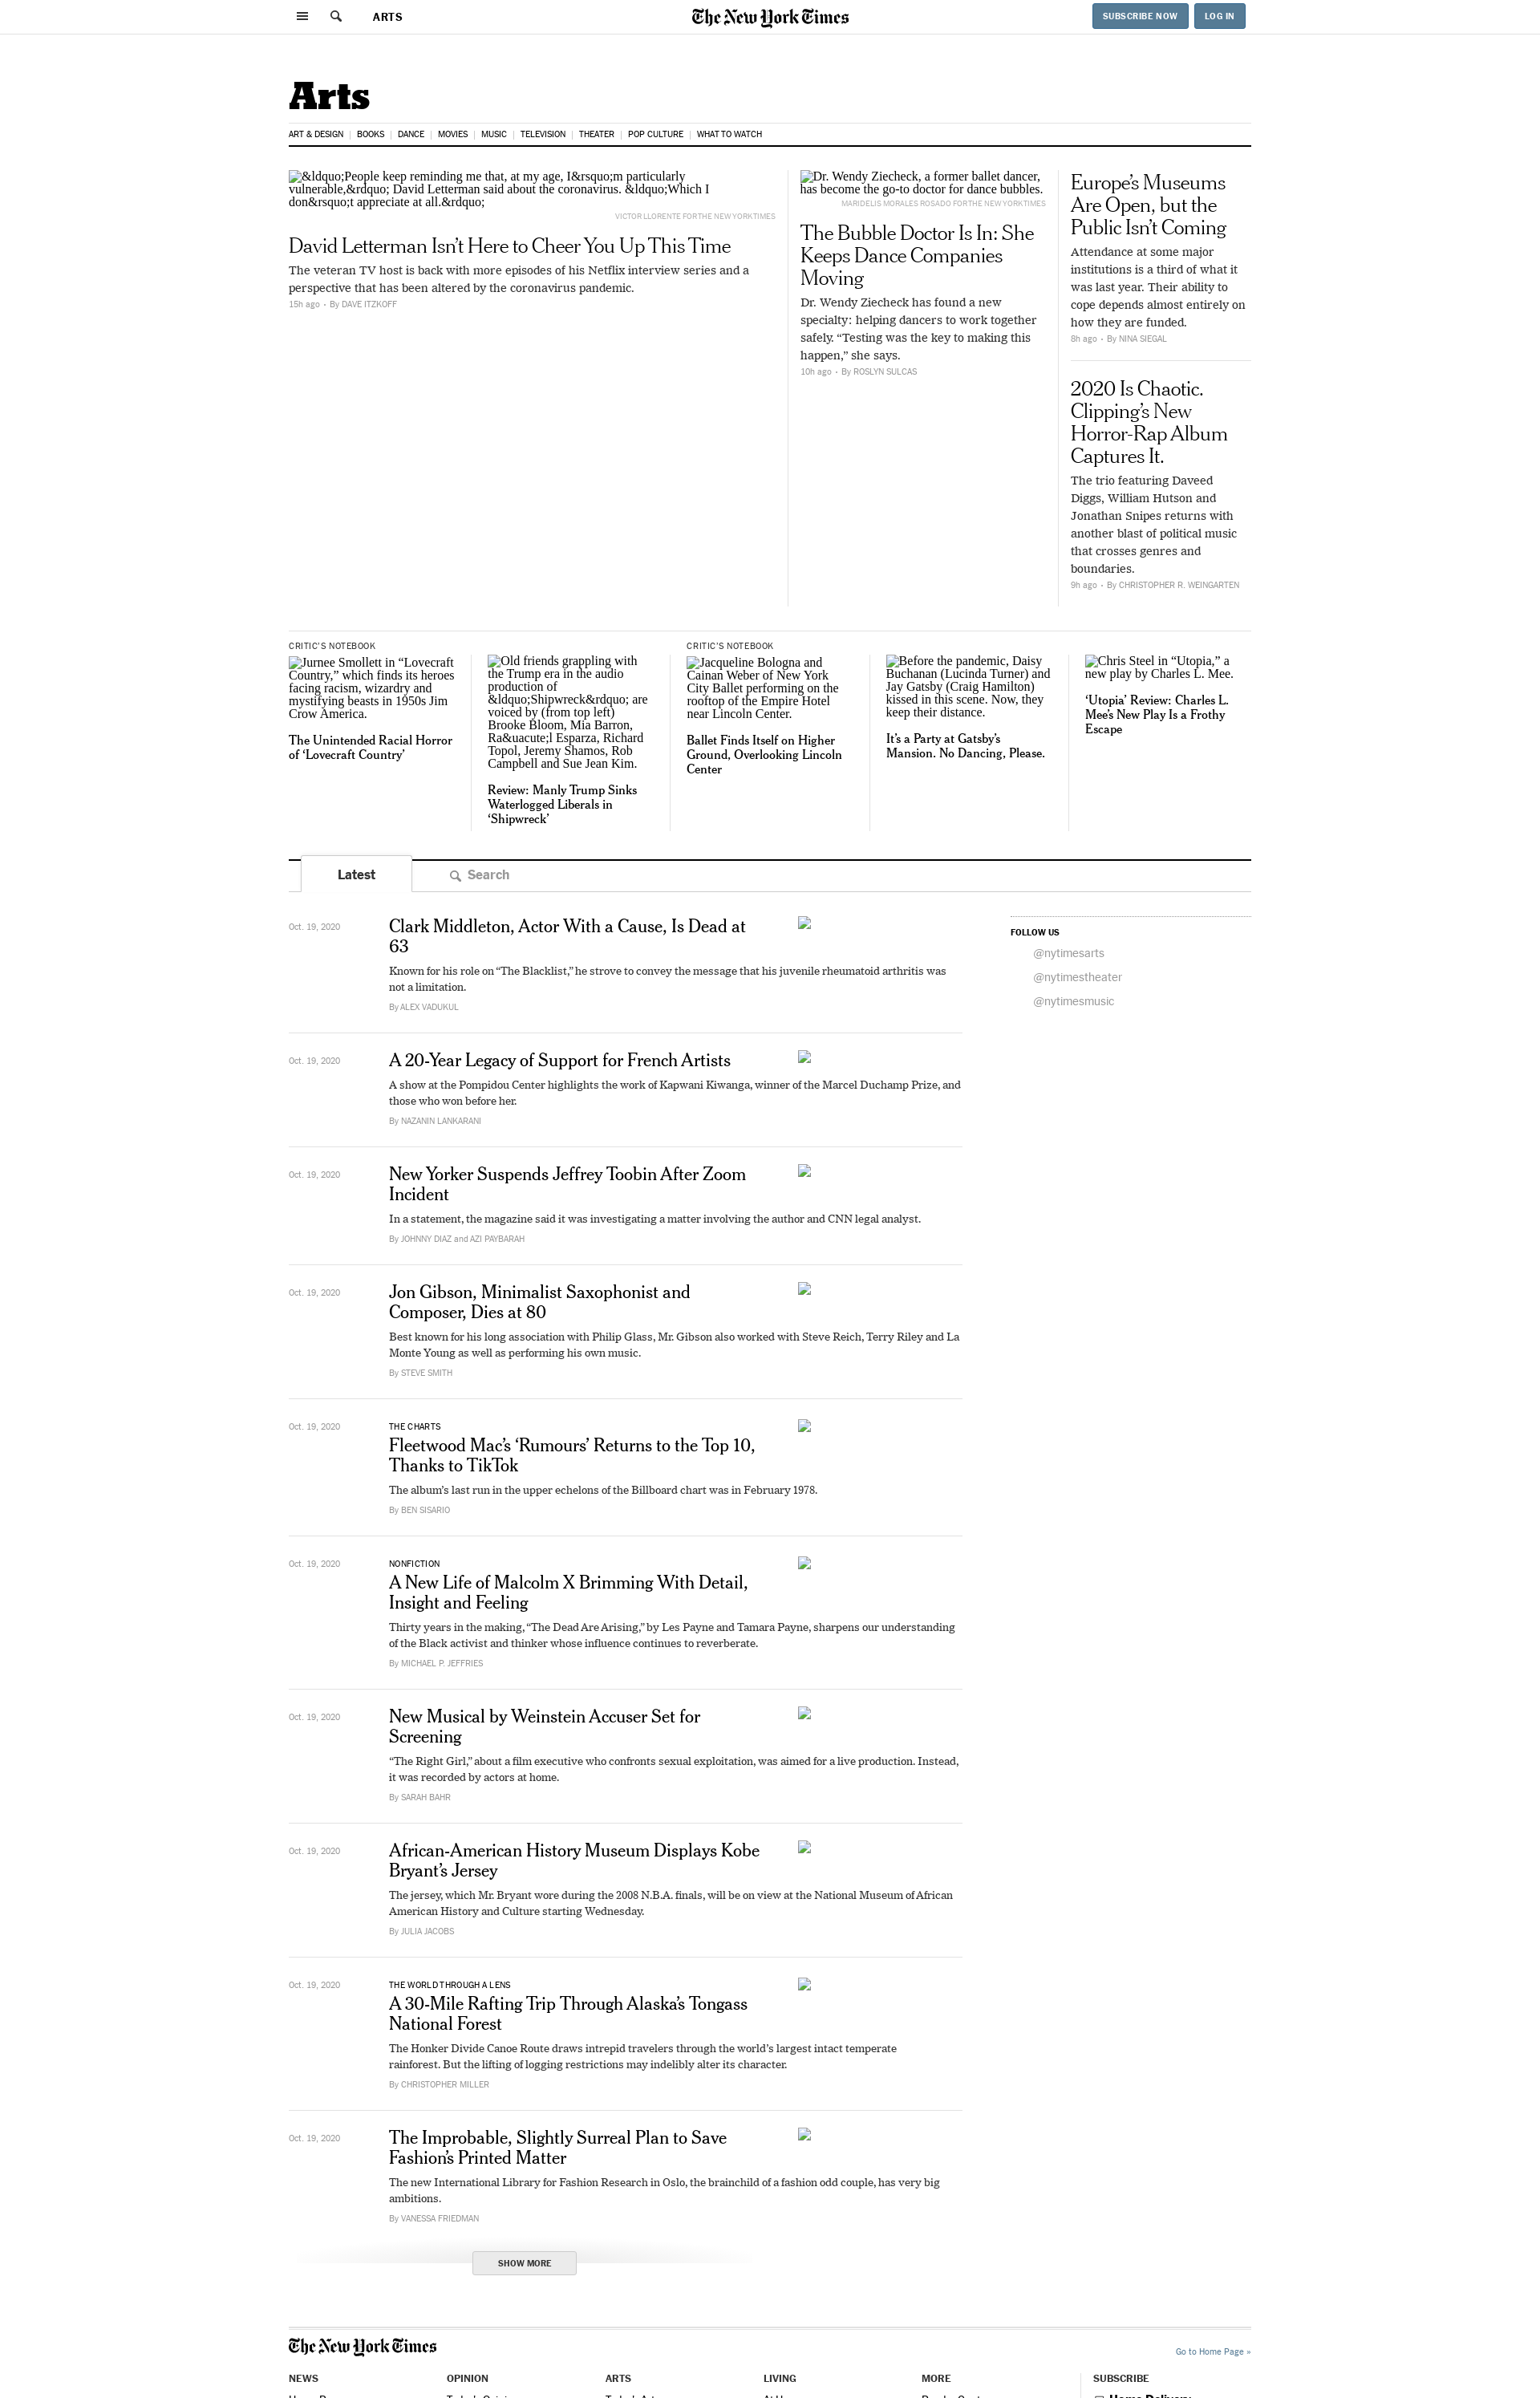 ARTS
The New York Times
SUBSCRIBE NOW
LOG IN
Arts
ART & DESIGN
BOOKS
DANCE
MOVIES
MUSIC
TELEVISION
THEATER
POP CULTURE
WHAT TO WATCH
&ldquo;People keep reminding me that, at my age, I&rsquo;m particularly
vulnerable,&rdquo; David Letterman said about the coronavirus. &ldquo;Which I
don&rsquo;t appreciate at all.&rdquo;
VICTOR LLORENTE FOR THE NEW YORK TIMES
David Letterman Isn’t Here to Cheer You Up This Time
The veteran TV host is back with more episodes of his Netflix interview series and a
perspective that has been altered by the coronavirus pandemic.
15h ago • By DAVE ITZKOFF
Dr. Wendy Ziecheck, a former ballet dancer,
has become the go-to doctor for dance bubbles.
MARIDELIS MORALES ROSADO FOR THE NEW YORK TIMES
The Bubble Doctor Is In: She
Keeps Dance Companies
Moving
Dr. Wendy Ziecheck has found a new
specialty: helping dancers to work together
safely. “Testing was the key to making this
happen,” she says.
10h ago • By ROSLYN SULCAS
Europe’s Museums
Are Open, but the
Public Isn’t Coming
Attendance at some major
institutions is a third of what it
was last year. Their ability to
cope depends almost entirely on
how they are funded.
8h ago • By NINA SIEGAL
2020 Is Chaotic.
Clipping’s New
Horror-Rap Album
Captures It.
The trio featuring Daveed
Diggs, William Hutson and
Jonathan Snipes returns with
another blast of political music
that crosses genres and
boundaries.
9h ago • By CHRISTOPHER R. WEINGARTEN
CRITIC’S NOTEBOOK
Jurnee Smollett in “Lovecraft
Country,” which finds its heroes
facing racism, wizardry and
mystifying beasts in 1950s Jim
Crow America.
The Unintended Racial Horror
of ‘Lovecraft Country’
Old friends grappling with
the Trump era in the audio
production of
&ldquo;Shipwreck&rdquo; are
voiced by (from top left)
Brooke Bloom, Mia Barron,
Ra&uacute;l Esparza, Richard
Topol, Jeremy Shamos, Rob
Campbell and Sue Jean Kim.
Review: Manly Trump Sinks
Waterlogged Liberals in
‘Shipwreck’
CRITIC’S NOTEBOOK
Jacqueline Bologna and
Cainan Weber of New York
City Ballet performing on the
rooftop of the Empire Hotel
near Lincoln Center.
Ballet Finds Itself on Higher
Ground, Overlooking Lincoln
Center
Before the pandemic, Daisy
Buchanan (Lucinda Turner) and
Jay Gatsby (Craig Hamilton)
kissed in this scene. Now, they
keep their distance.
It’s a Party at Gatsby’s
Mansion. No Dancing, Please.
Chris Steel in “Utopia,” a
new play by Charles L. Mee.
‘Utopia’ Review: Charles L.
Mee’s New Play Is a Frothy
Escape
Latest
Search
Oct. 19, 2020
Clark Middleton, Actor With a Cause, Is Dead at
63
Known for his role on “The Blacklist,” he strove to convey the message that his juvenile rheumatoid arthritis was
not a limitation.
By ALEX VADUKUL
FOLLOW US
@nytimesarts
@nytimestheater
@nytimesmusic
Oct. 19, 2020
A 20-Year Legacy of Support for French Artists
A show at the Pompidou Center highlights the work of Kapwani Kiwanga, winner of the Marcel Duchamp Prize, and
those who won before her.
By NAZANIN LANKARANI
Oct. 19, 2020
New Yorker Suspends Jeffrey Toobin After Zoom
Incident
In a statement, the magazine said it was investigating a matter involving the author and CNN legal analyst.
By JOHNNY DIAZ and AZI PAYBARAH
Oct. 19, 2020
Jon Gibson, Minimalist Saxophonist and
Composer, Dies at 80
Best known for his long association with Philip Glass, Mr. Gibson also worked with Steve Reich, Terry Riley and La
Monte Young as well as performing his own music.
By STEVE SMITH
Oct. 19, 2020
THE CHARTS
Fleetwood Mac’s ‘Rumours’ Returns to the Top 10,
Thanks to TikTok
The album’s last run in the upper echelons of the Billboard chart was in February 1978.
By BEN SISARIO
Oct. 19, 2020
NONFICTION
A New Life of Malcolm X Brimming With Detail,
Insight and Feeling
Thirty years in the making, “The Dead Are Arising,” by Les Payne and Tamara Payne, sharpens our understanding
of the Black activist and thinker whose influence continues to reverberate.
By MICHAEL P. JEFFRIES
Oct. 19, 2020
New Musical by Weinstein Accuser Set for
Screening
“The Right Girl,” about a film executive who confronts sexual exploitation, was aimed for a live production. Instead,
it was recorded by actors at home.
By SARAH BAHR
Oct. 19, 2020
African-American History Museum Displays Kobe
Bryant’s Jersey
The jersey, which Mr. Bryant wore during the 2008 N.B.A. finals, will be on view at the National Museum of African
American History and Culture starting Wednesday.
By JULIA JACOBS
Oct. 19, 2020
THE WORLD THROUGH A LENS
A 30-Mile Rafting Trip Through Alaska’s Tongass
National Forest
The Honker Divide Canoe Route draws intrepid travelers through the world’s largest intact temperate
rainforest. But the lifting of logging restrictions may indelibly alter its character.
By CHRISTOPHER MILLER
Oct. 19, 2020
The Improbable, Slightly Surreal Plan to Save
Fashion’s Printed Matter
The new International Library for Fashion Research in Oslo, the brainchild of a fashion odd couple, has very big
ambitions.
By VANESSA FRIEDMAN
SHOW MORE
The New York Times
Go to Home Page »
NEWS
OPINION
ARTS
LIVING
MORE
SUBSCRIBE